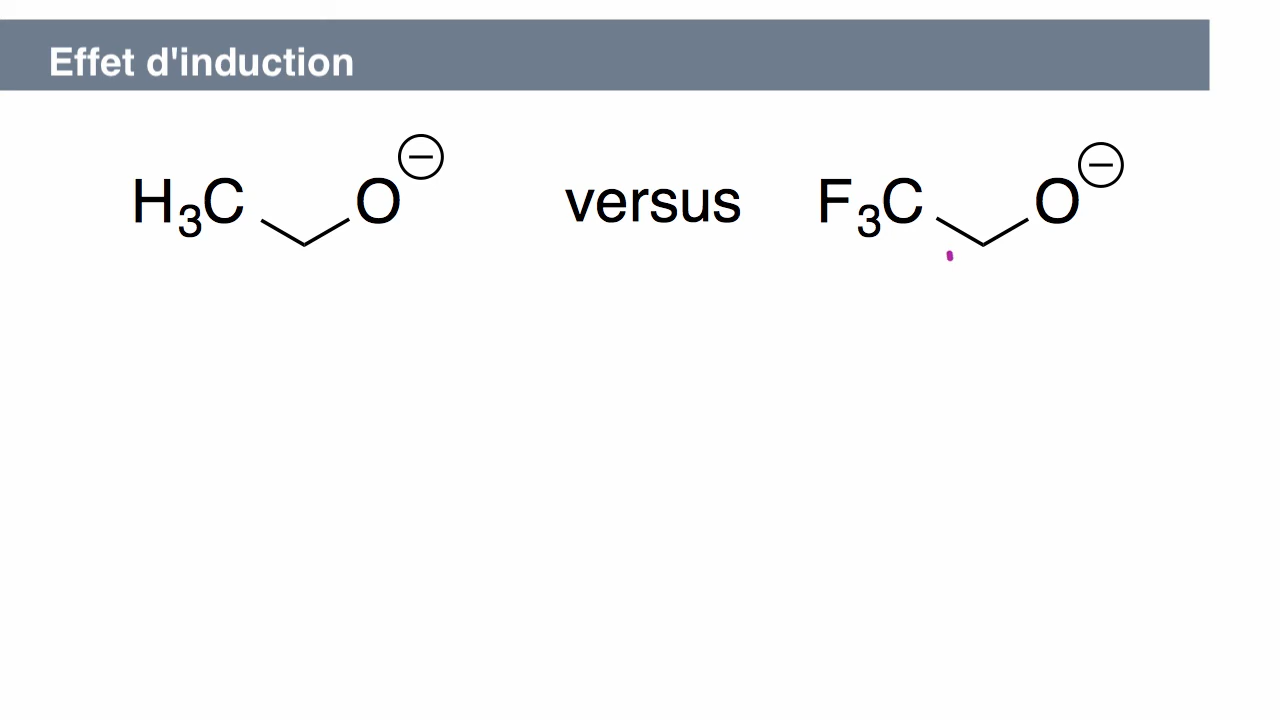 Effet d'induction
H₃C O⊖ versus F₃C O⊖